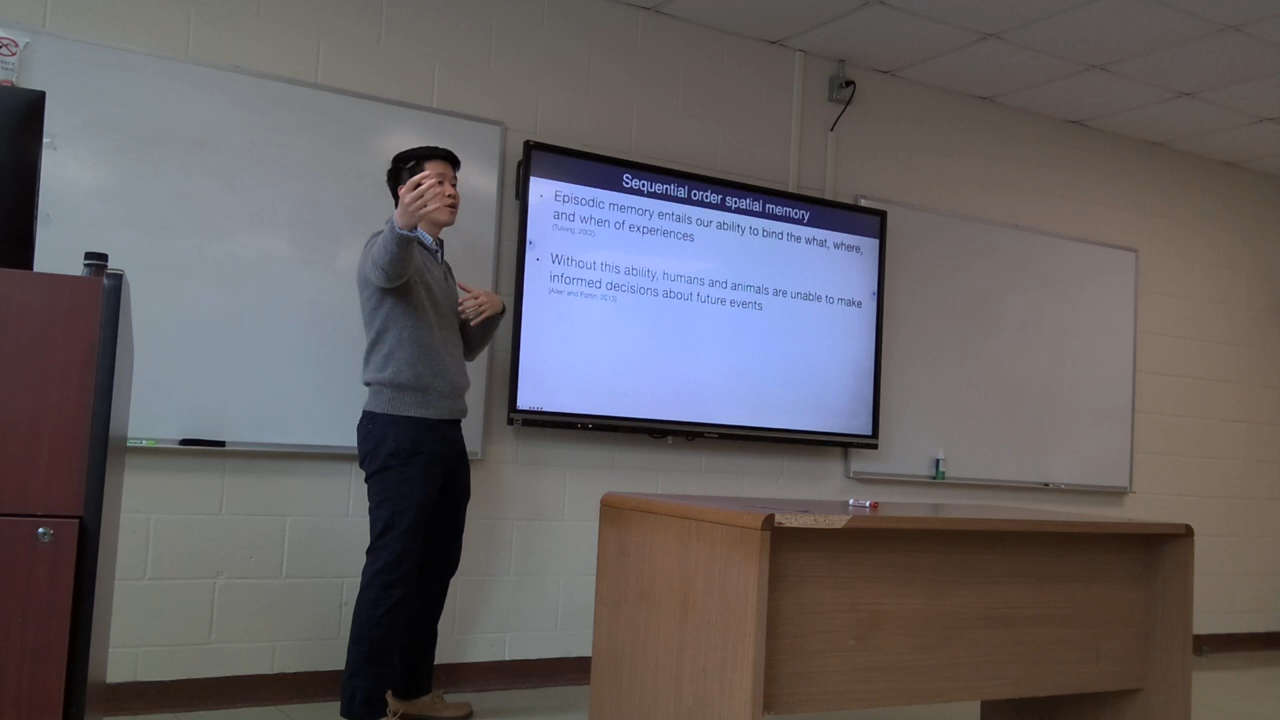 Sequential order spatial memory
Episodic memory entails our ability to bind the what, where,
and when of experiences
(Tulving, 2002)
Without this ability, humans and animals are unable to make
informed decisions about future events
(Allen and Fortin, 2013)